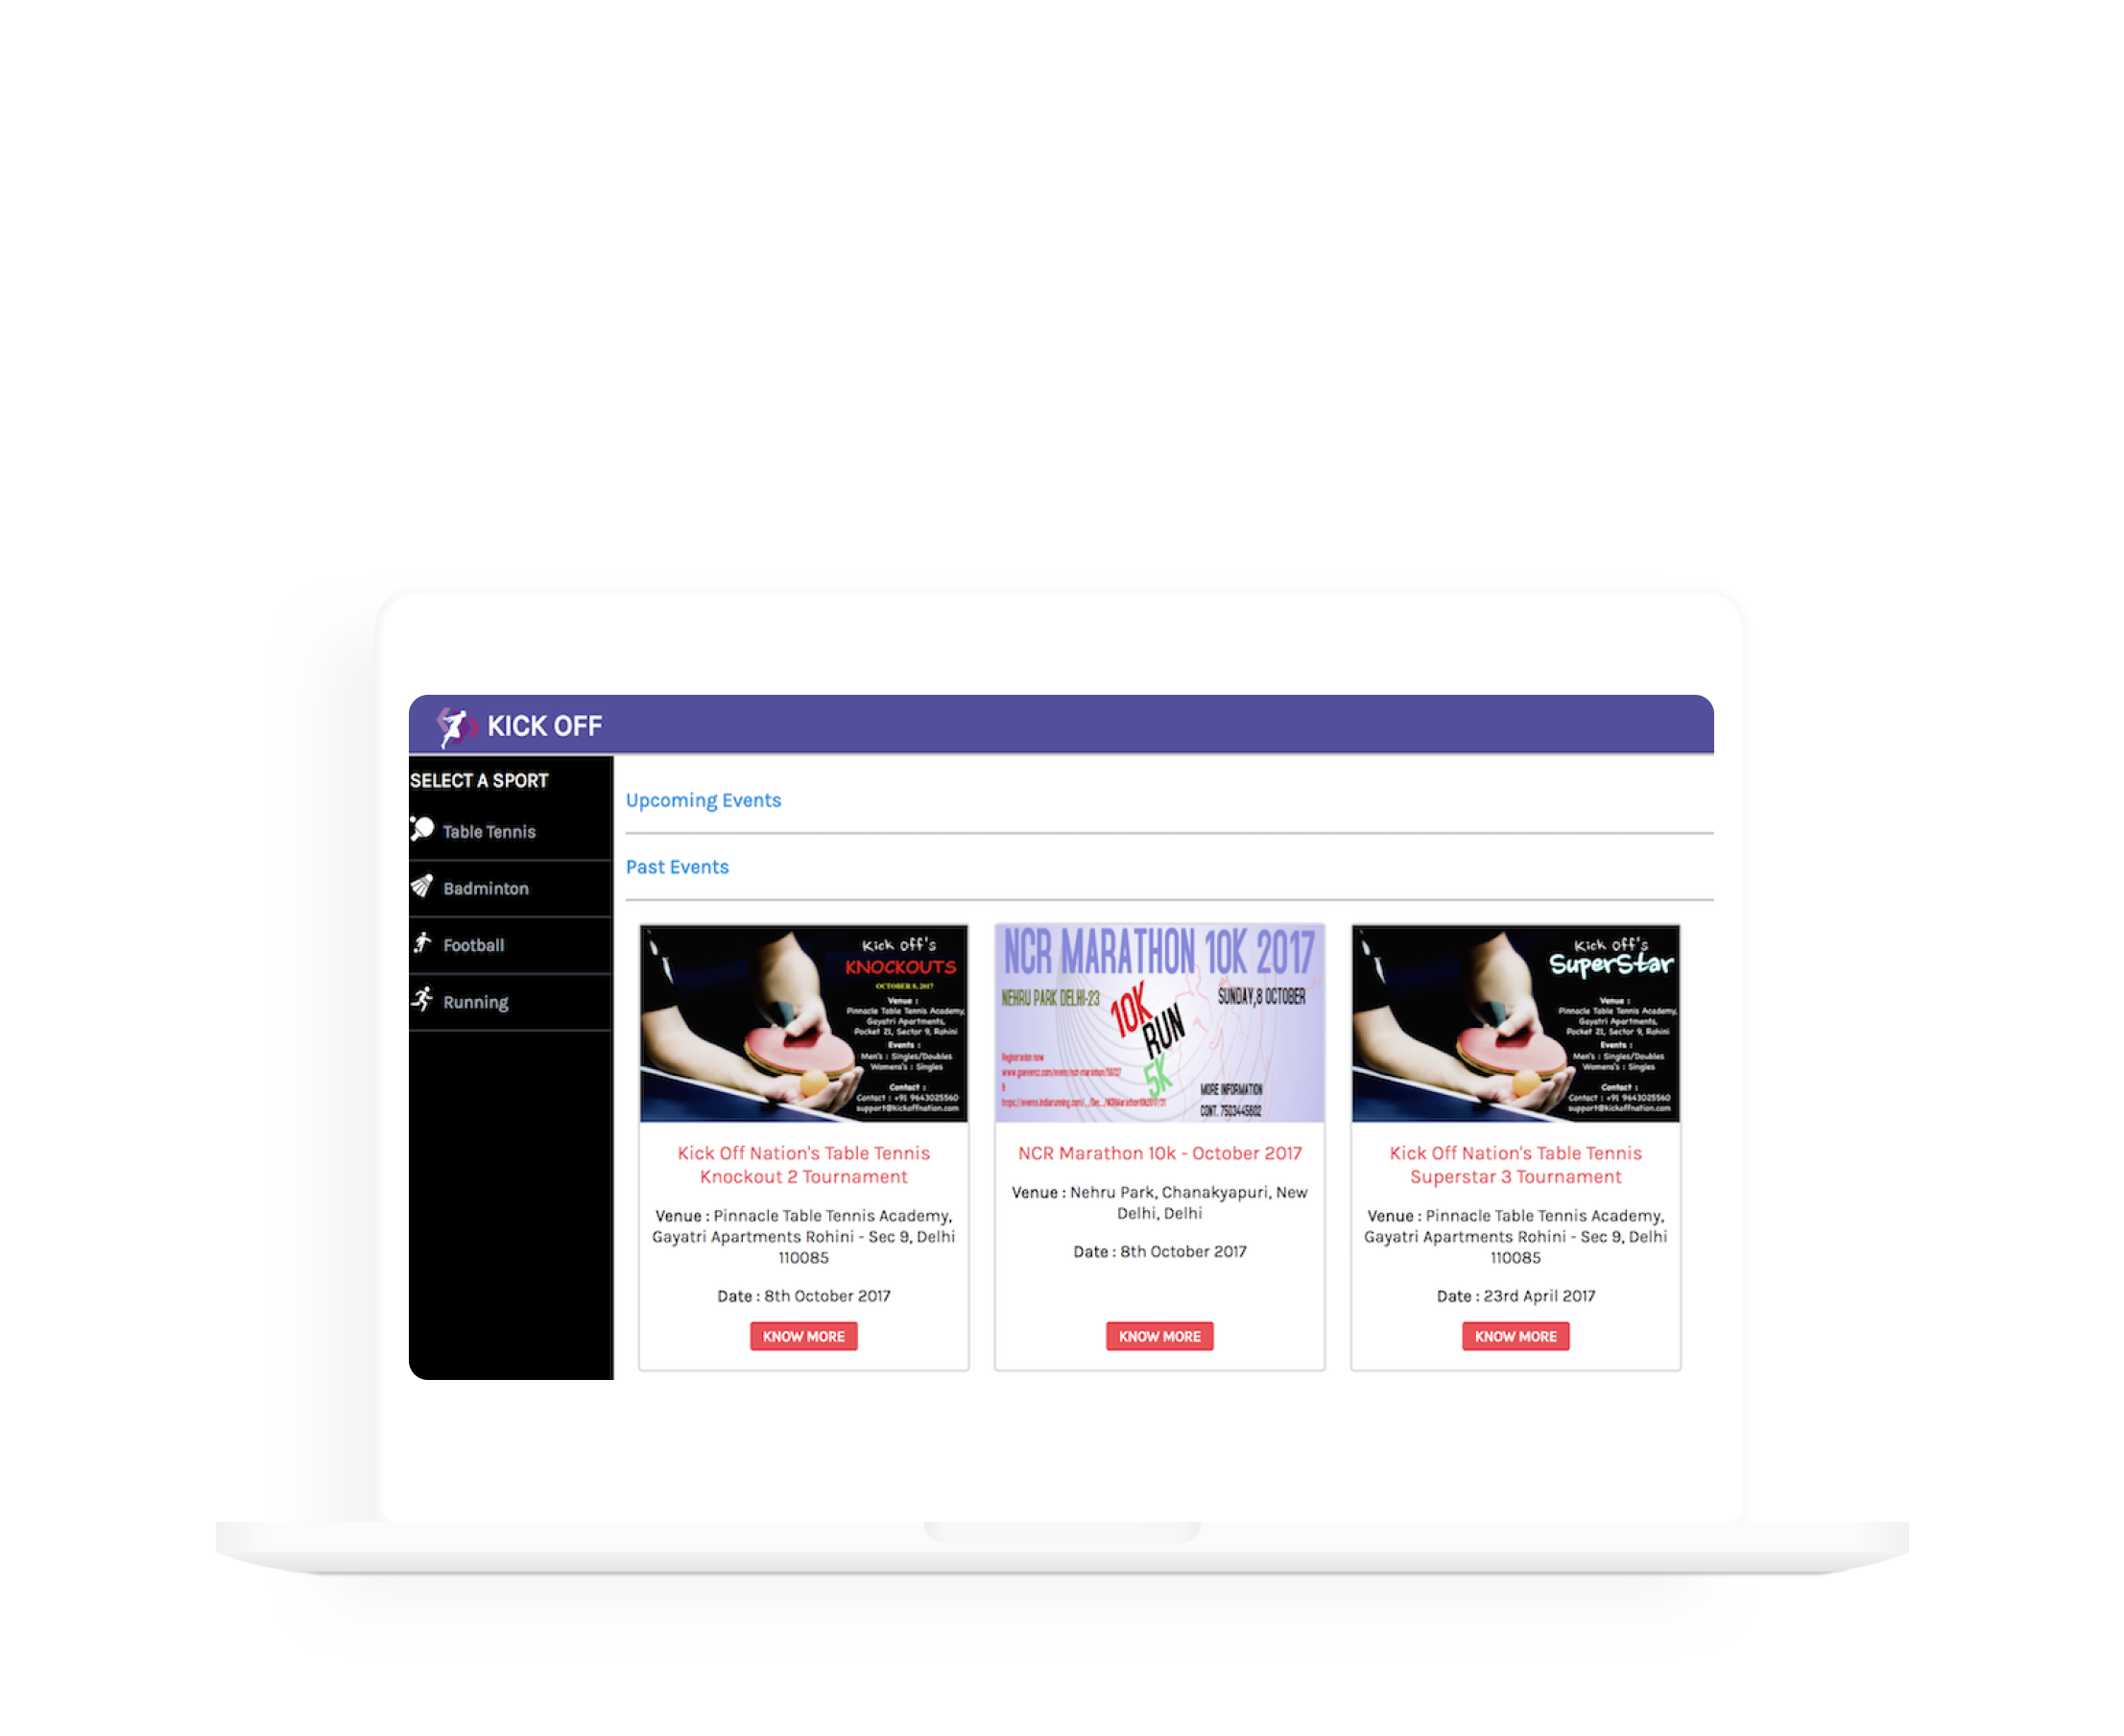 KICK OFF
SELECT A SPORT
Table Tennis
Badminton
Football
Running
Upcoming Events
Past Events
Kick Off's
KNOCKOUTS
OCTOBER 8, 2017
Venue :
Pinnacle Table Tennis Academy,
Gayatri Apartments,
Pocket 21, Sector 9, Rohini
Events :
Men's : Singles/Doubles
Womens's : Singles
Contact :
Contact : +91 9643025560
support@kickoffnation.com
Kick Off Nation's Table Tennis
Knockout 2 Tournament
Venue : Pinnacle Table Tennis Academy,
Gayatri Apartments Rohini - Sec 9, Delhi
110085
Date : 8th October 2017
KNOW MORE
NCR MARATHON 10K 2017
NEHRU PARK DELHI-23
SUNDAY,8 OCTOBER
10K
RUN
5K
Registration now
MORE INFORMATION
CONT. 7503445602
NCR Marathon 10k - October 2017
Venue : Nehru Park, Chanakyapuri, New
Delhi, Delhi
Date : 8th October 2017
KNOW MORE
Kick Off's
SuperStar
Venue :
Pinnacle Table Tennis Academy,
Gayatri Apartments,
Pocket 21, Sector 9, Rohini
Events :
Men's : Singles/Doubles
Womens's : Singles
Contact :
Contact : +91 9643025560
support@kickoffnation.com
Kick Off Nation's Table Tennis
Superstar 3 Tournament
Venue : Pinnacle Table Tennis Academy,
Gayatri Apartments Rohini - Sec 9, Delhi
110085
Date : 23rd April 2017
KNOW MORE